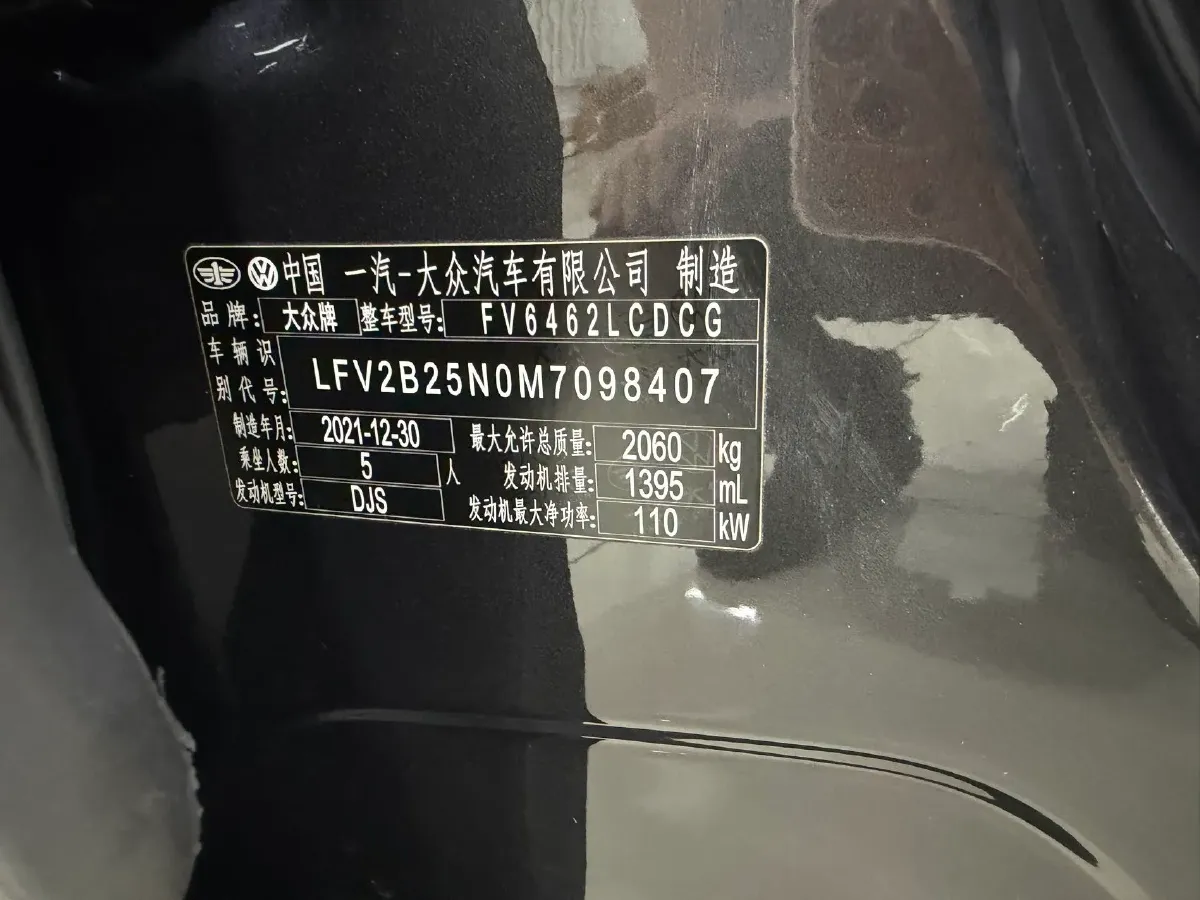 中国 一汽-大众汽车有限公司 制造
品牌: 大众牌 整车型号: FV6462LCDCG
车辆识别代号: LFV2B25N0M7098407
制造年月: 2021-12-30 最大允许总质量: 2060 kg
乘坐人数: 5 人 发动机排量: 1395 mL
发动机型号: DJS 发动机最大净功率: 110 kW